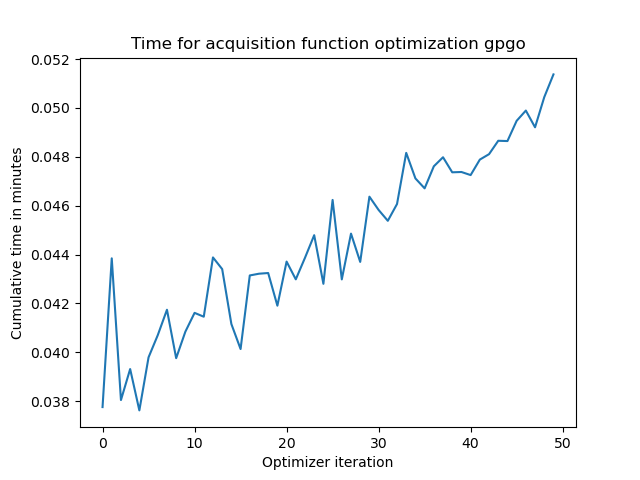 Time for acquisition function optimization gpgo
0.052
0.050
0.048
0.046
0.044
0.042
0.040
0.038
Cumulative time in minutes
0 10 20 30 40 50
Optimizer iteration